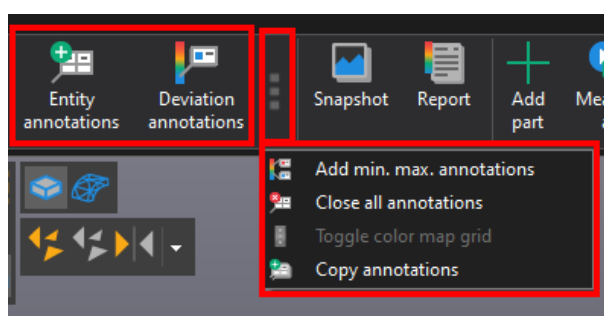 Entity
annotations
Deviation
annotations
Snapshot
Report
Add
part
Add min. max. annotations
Close all annotations
Toggle color map grid
Copy annotations